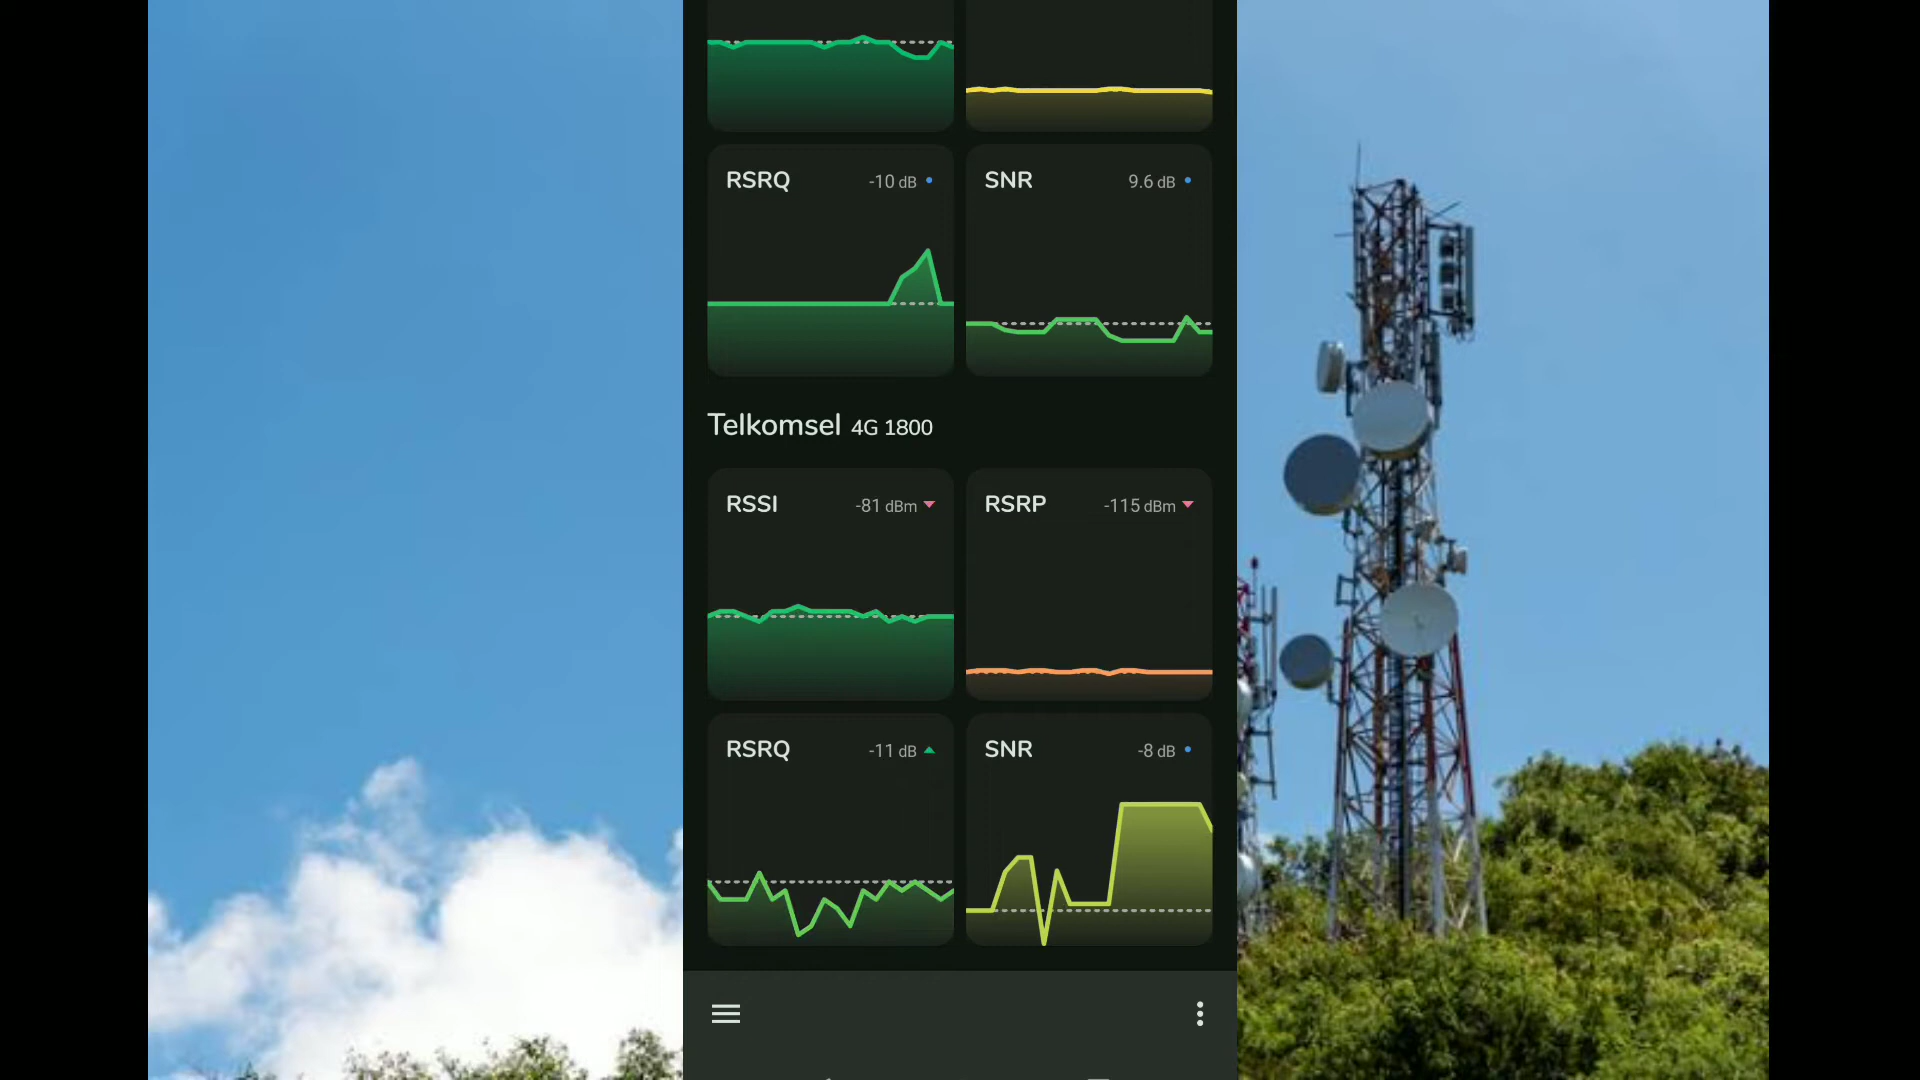 RSRQ -10 dB
SNR 9.6 dB
Telkomsel 4G 1800
RSSI -81 dBm
RSRP -115 dBm
RSRQ -11 dB
SNR -8 dB